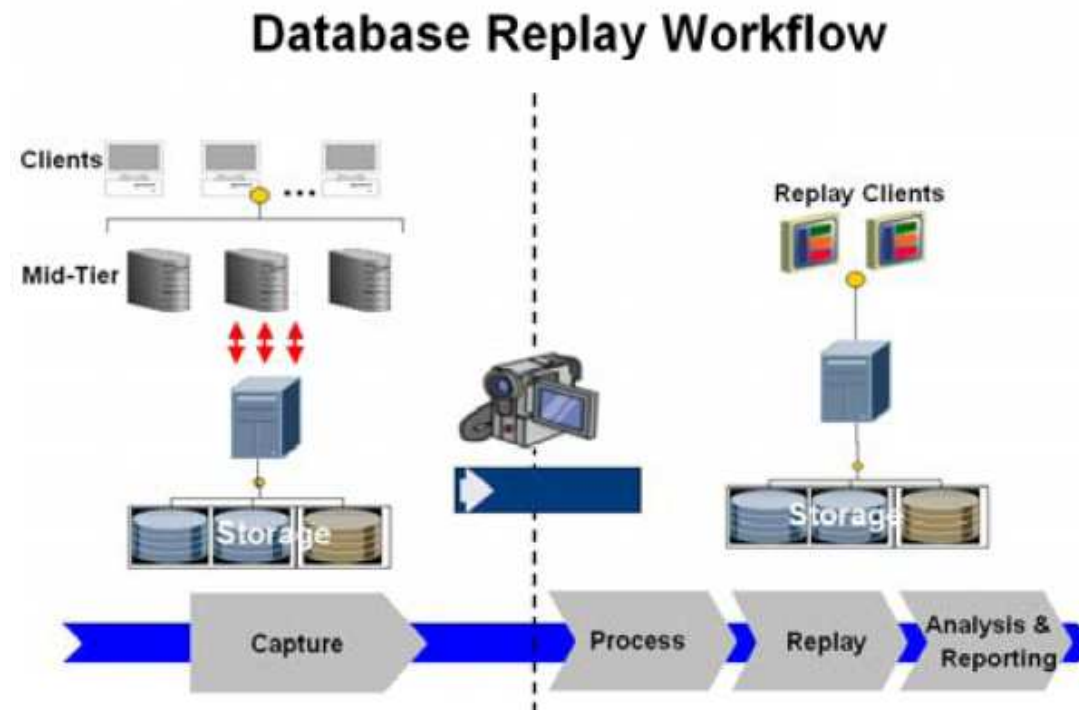 Database Replay Workflow
Clients
...
Replay Clients
Mid-Tier
Storage
Storage
Capture
Process
Replay
Analysis &
Reporting